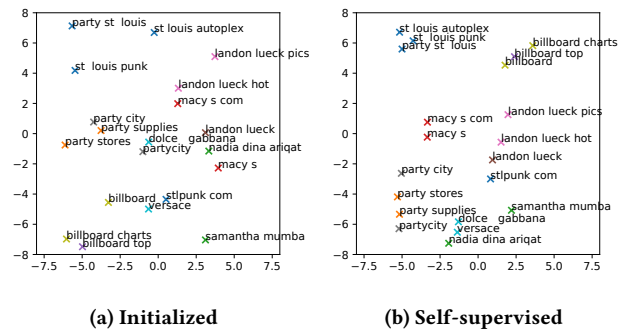 party st louis
st louis autoplex
landon lueck pics
st louis punk
landon lueck hot
macy s com
party city
party supplies
landon lueck
party stores
dolce gabbana
partycity
nadia dina ariqat
macy s
billboard
stlpunk com
versace
billboard charts
billboard top
samantha mumba
8
6
4
2
0
−2
−4
−6
−8
−7.5 −5.0 −2.5 0.0 2.5 5.0 7.5
(a) Initialized
st louis autoplex
st louis punk
party st louis
billboard charts
billboard top
billboard
landon lueck pics
macy s com
macy s
landon lueck hot
landon lueck
party city
stlpunk com
party stores
party supplies
samantha mumba
dolce gabbana
partycity
versace
nadia dina ariqat
8
6
4
2
0
−2
−4
−6
−8
−7.5 −5.0 −2.5 0.0 2.5 5.0 7.5
(b) Self-supervised